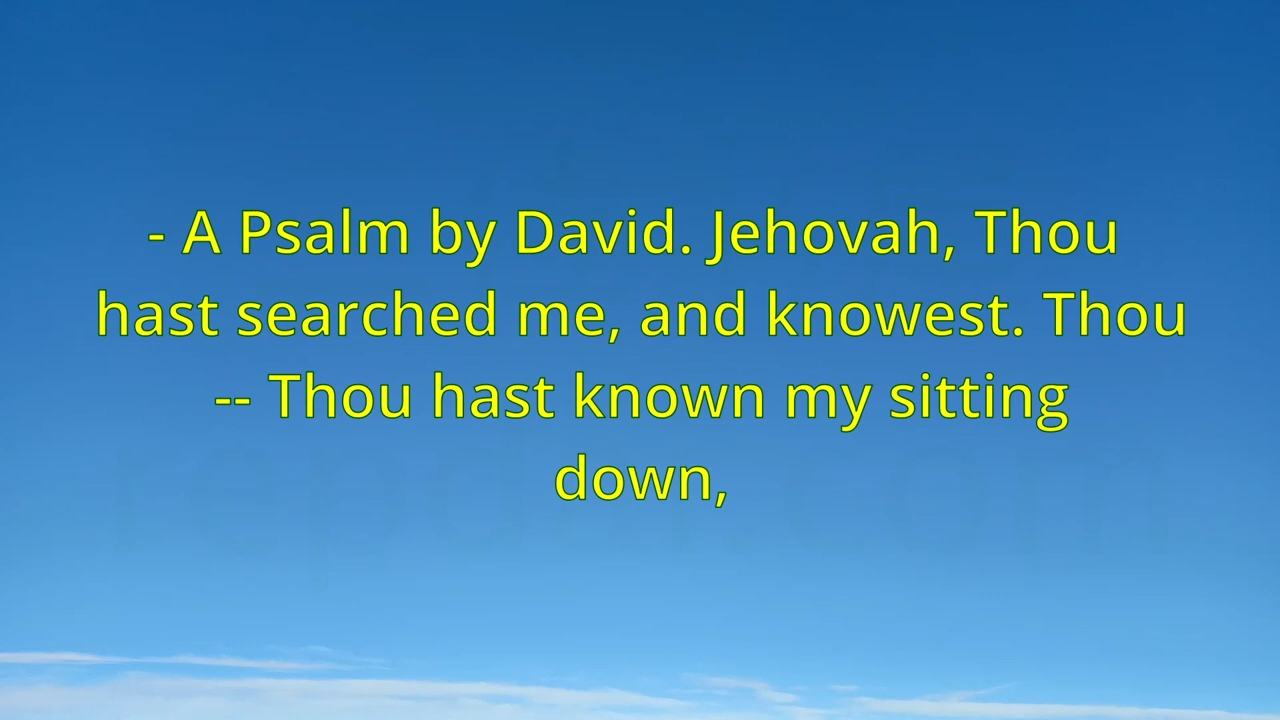 - A Psalm by David. Jehovah, Thou
hast searched me, and knowest. Thou
-- Thou hast known my sitting
down,